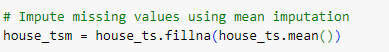 # Impute missing values using mean imputation
house_tsm = house_ts.fillna(house_ts.mean())